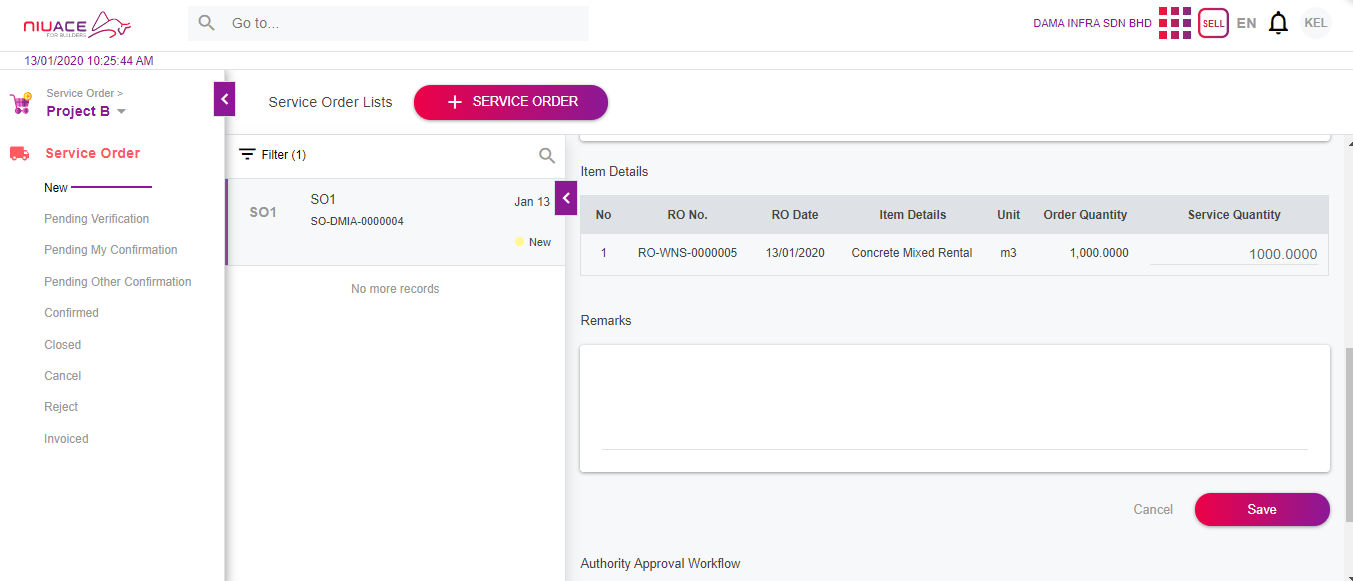 NIUACE
FOR BUILDERS
Go to...
DAMA INFRA SDN BHD
SELL
EN
KEL
13/01/2020 10:25:44 AM
Service Order >
Project B
Service Order Lists
+ SERVICE ORDER
Service Order
New
Pending Verification
Pending My Confirmation
Pending Other Confirmation
Confirmed
Closed
Cancel
Reject
Invoiced
Filter (1)
SO1
SO1
Jan 13
SO-DMIA-0000004
New
No more records
Item Details
No RO No. RO Date Item Details Unit Order Quantity Service Quantity
1 RO-WNS-0000005 13/01/2020 Concrete Mixed Rental m3 1,000.0000 1000.0000
Remarks
Cancel Save
Authority Approval Workflow